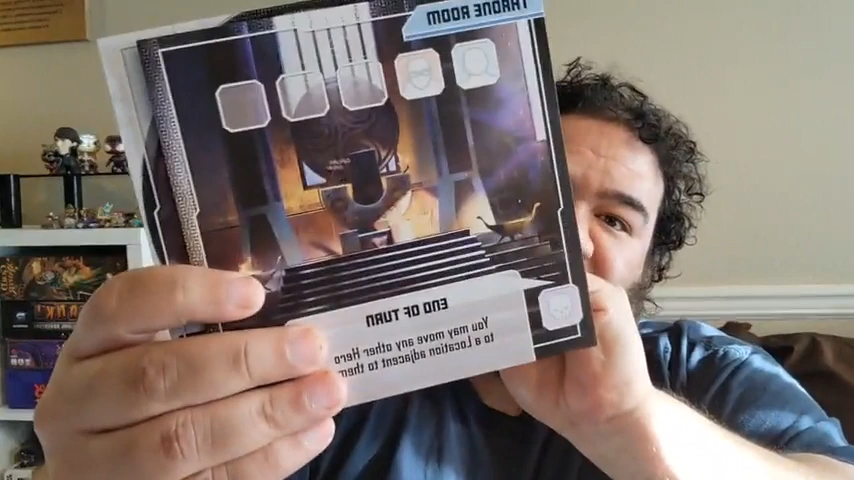 THRONE ROOM
END OF TURN
You may move any other Hero
to a Location adjacent to them.